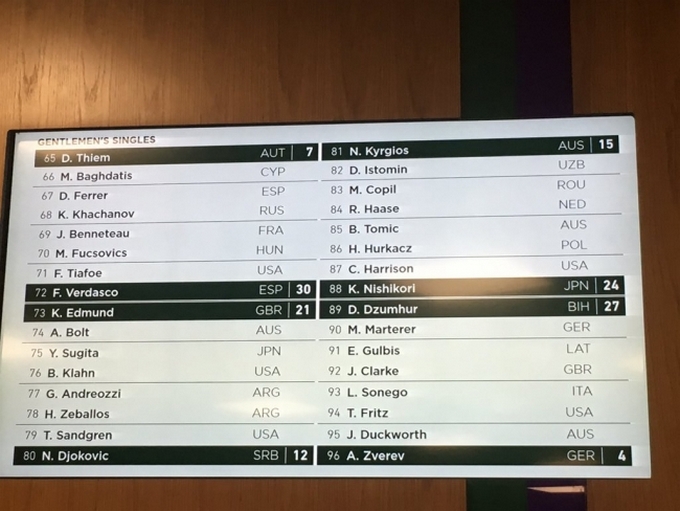 GENTLEMEN'S SINGLES
65 D. Thiem AUT 7
66 M. Baghdatis CYP
67 D. Ferrer ESP
68 K. Khachanov RUS
69 J. Benneteau FRA
70 M. Fucsovics HUN
71 F. Tiafoe USA
72 F. Verdasco ESP 30
73 K. Edmund GBR 21
74 A. Bolt AUS
75 Y. Sugita JPN
76 B. Klahn USA
77 G. Andreozzi ARG
78 H. Zeballos ARG
79 T. Sandgren USA
80 N. Djokovic SRB 12
81 N. Kyrgios AUS 15
82 D. Istomin UZB
83 M. Copil ROU
84 R. Haase NED
85 B. Tomic AUS
86 H. Hurkacz POL
87 C. Harrison USA
88 K. Nishikori JPN 24
89 D. Dzumhur BIH 27
90 M. Marterer GER
91 E. Gulbis LAT
92 J. Clarke GBR
93 L. Sonego ITA
94 T. Fritz USA
95 J. Duckworth AUS
96 A. Zverev GER 4